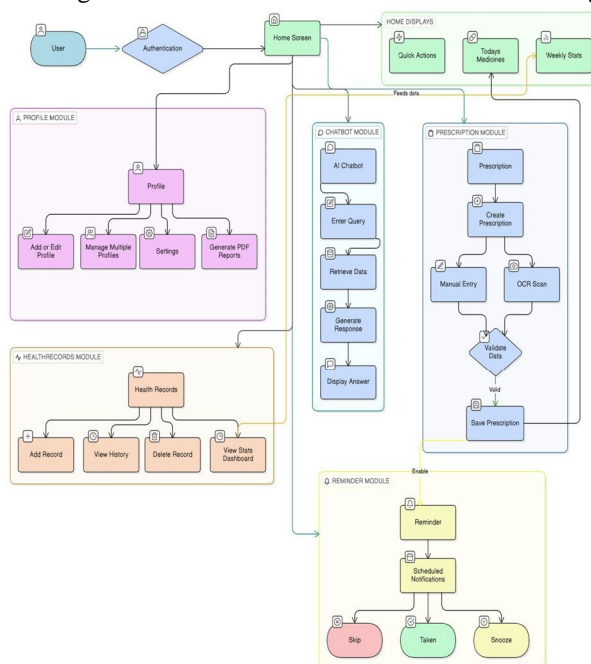 User
Authentication
Home Screen
HOME DISPLAYS
Quick Actions
Todays
Medicines
Weekly Stats
Feeds data
PROFILE MODULE
Profile
Add or Edit
Profile
Manage Multiple
Profiles
Settings
Generate PDF
Reports
CHATBOT MODULE
AI Chatbot
Enter Query
Retrieve Data
Generate
Response
Display Answer
PRESCRIPTION MODULE
Prescription
Create
Prescription
Manual Entry
OCR Scan
Validate
Data
Valid
Save Prescription
HEALTHRECORDS MODULE
Health Records
Add Record
View History
Delete Record
View Stats
Dashboard
Enable
REMINDER MODULE
Reminder
Scheduled
Notifications
Skip
Taken
Snooze